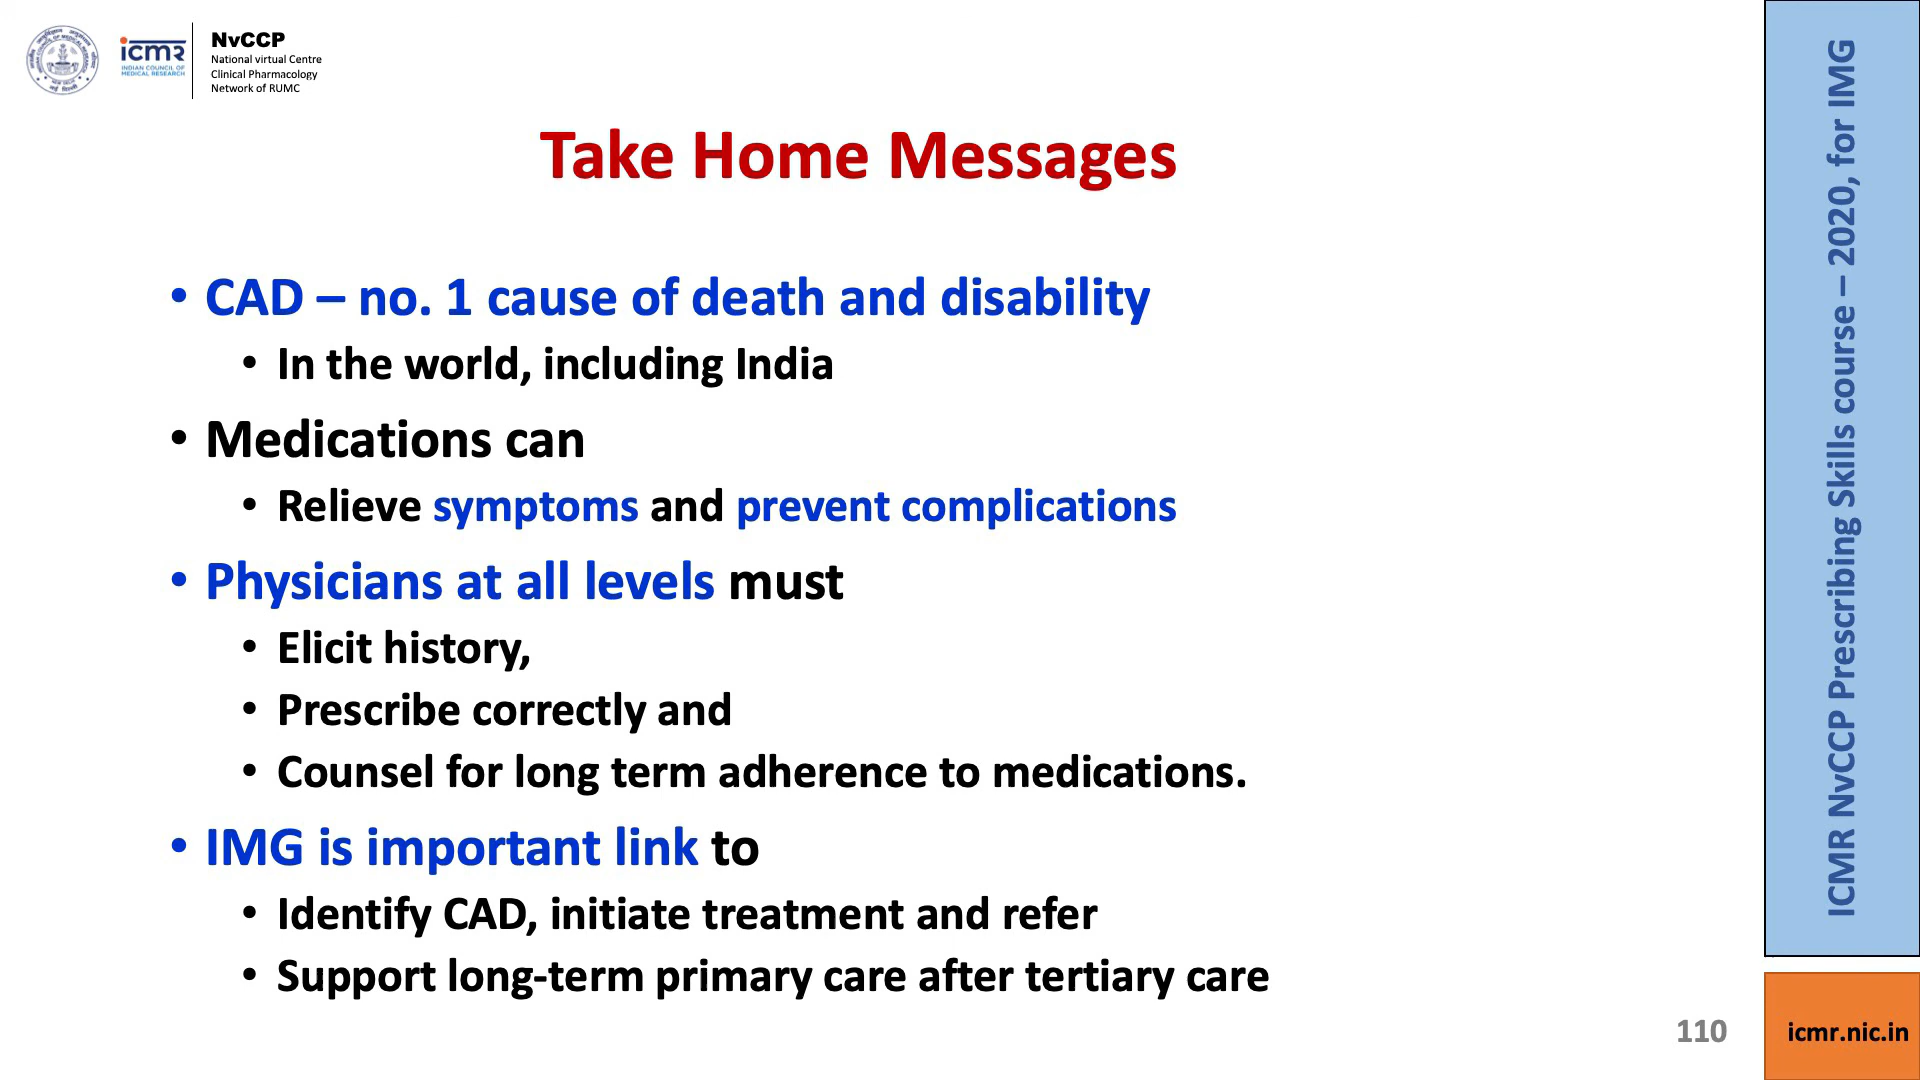 icmr
INDIAN COUNCIL OF
MEDICAL RESEARCH
NvCCP
National virtual Centre
Clinical Pharmacology
Network of RUMC
Take Home Messages
• CAD – no. 1 cause of death and disability
• In the world, including India
• Medications can
• Relieve symptoms and prevent complications
• Physicians at all levels must
• Elicit history,
• Prescribe correctly and
• Counsel for long term adherence to medications.
• IMG is important link to
• Identify CAD, initiate treatment and refer
• Support long-term primary care after tertiary care
110
ICMR NvCCP Prescribing Skills course – 2020, for IMG
icmr.nic.in